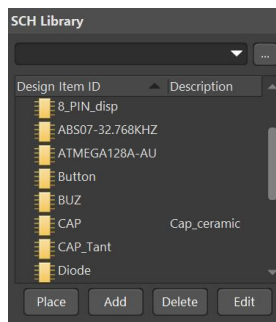 SCH Library
...
Design Item ID Description
8_PIN_disp
ABS07-32.768KHZ
ATMEGA128A-AU
Button
BUZ
CAP Cap_ceramic
CAP_Tant
Diode
Place Add Delete Edit